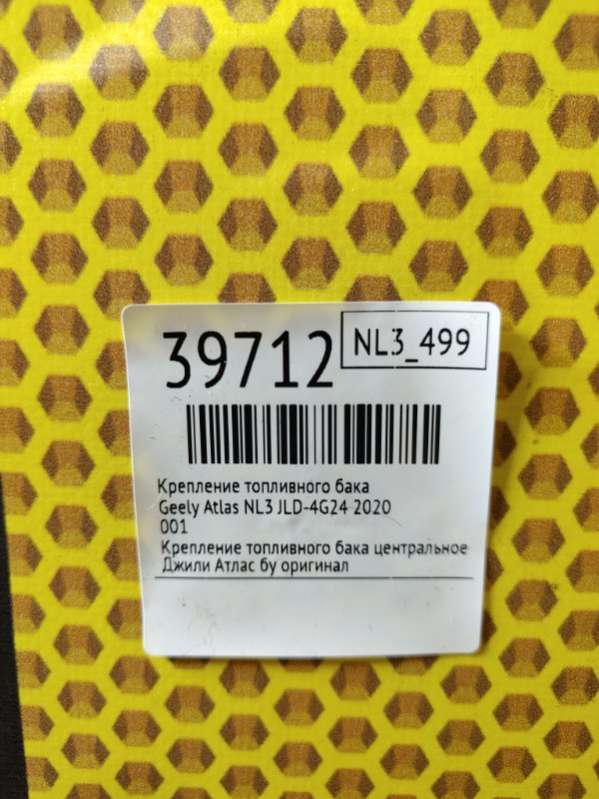 39712
NL3_499
Крепление топливного бака
Geely Atlas NL3 JLD-4G24 2020
001
Крепление топливного бака центральное
Джили Атлас бу оригинал